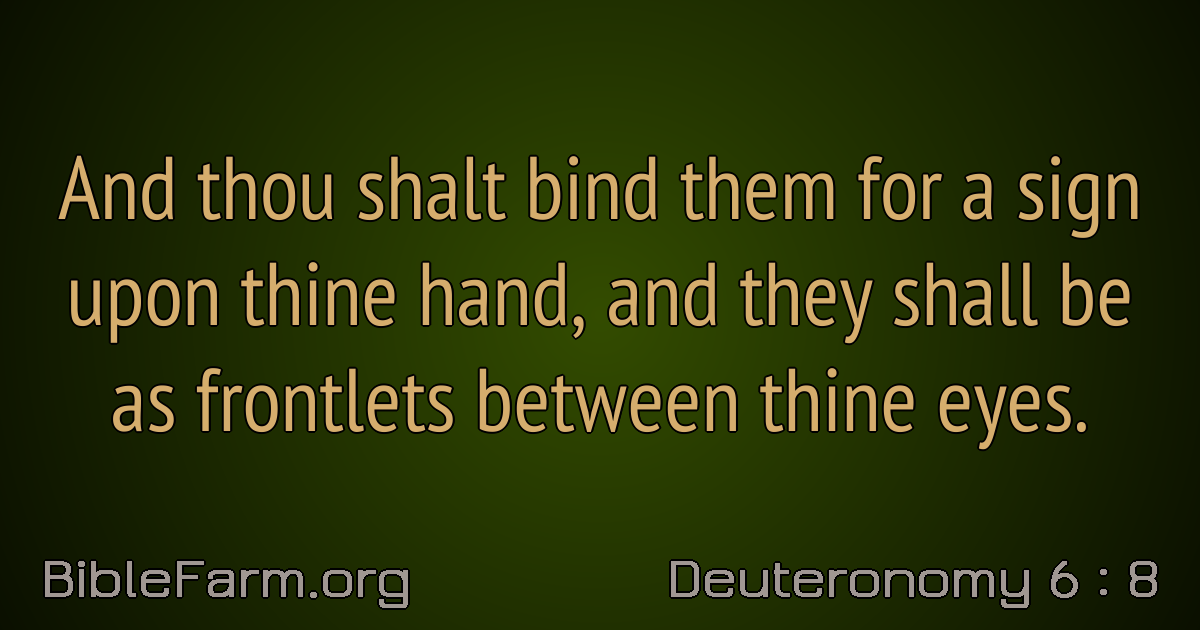 And thou shalt bind them for a sign
upon thine hand, and they shall be
as frontlets between thine eyes.
BibleFarm.org
Deuteronomy 6 : 8